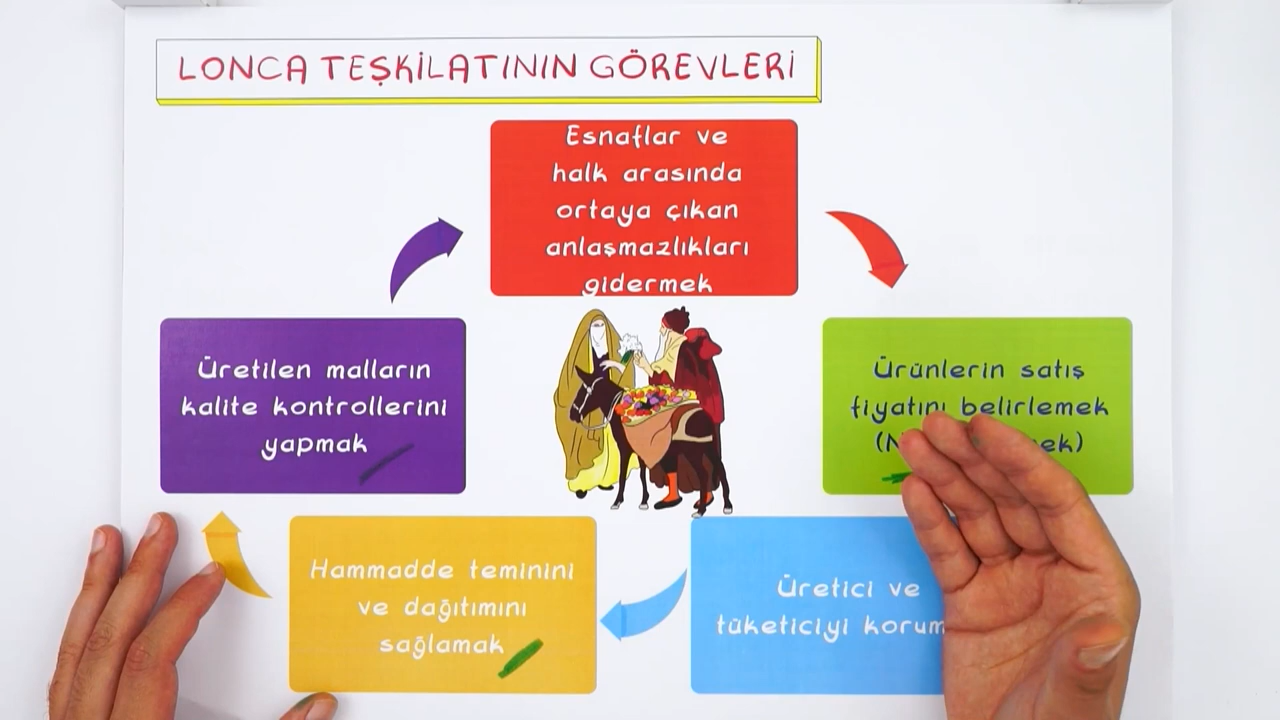 LONCA TEŞKİLATININ GÖREVLERİ
Esnaflar ve
halk arasında
ortaya çıkan
anlaşmazlıkları
gidermek
Üretilen malların
kalite kontrollerini
yapmak
Ürünlerin satış
fiyatını belirlemek
Hammadde teminini
ve dağıtımını
sağlamak
Üretici ve
tüketiciyi